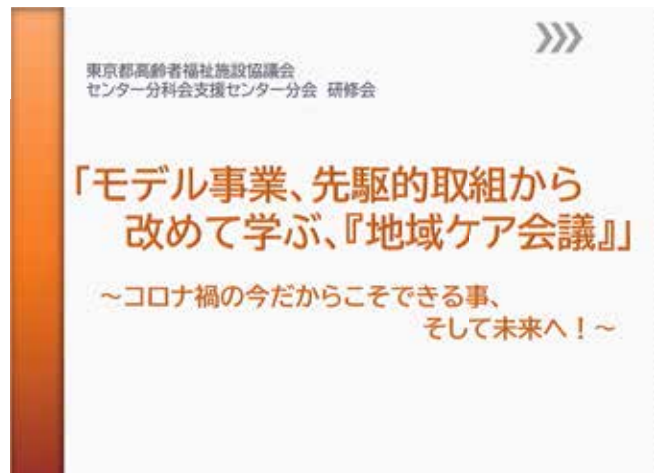 東京都高齢者福祉施設協議会
センター分科会支援センター分会 研修会
「モデル事業、先駆的取組から
改めて学ぶ、『地域ケア会議』」
～コロナ禍の今だからこそできる事、
そして未来へ！～